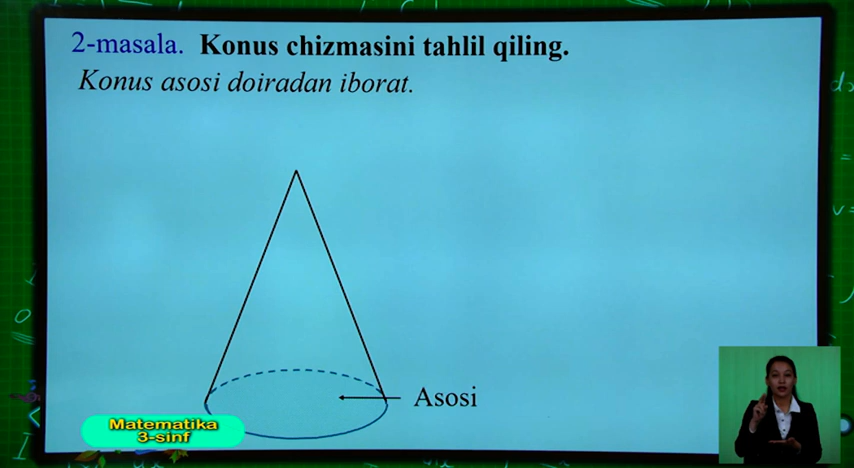 2-masala. Konus chizmasini tahlil qiling.
Konus asosi doiradan iborat.
Asosi
Matematika
3-sinf